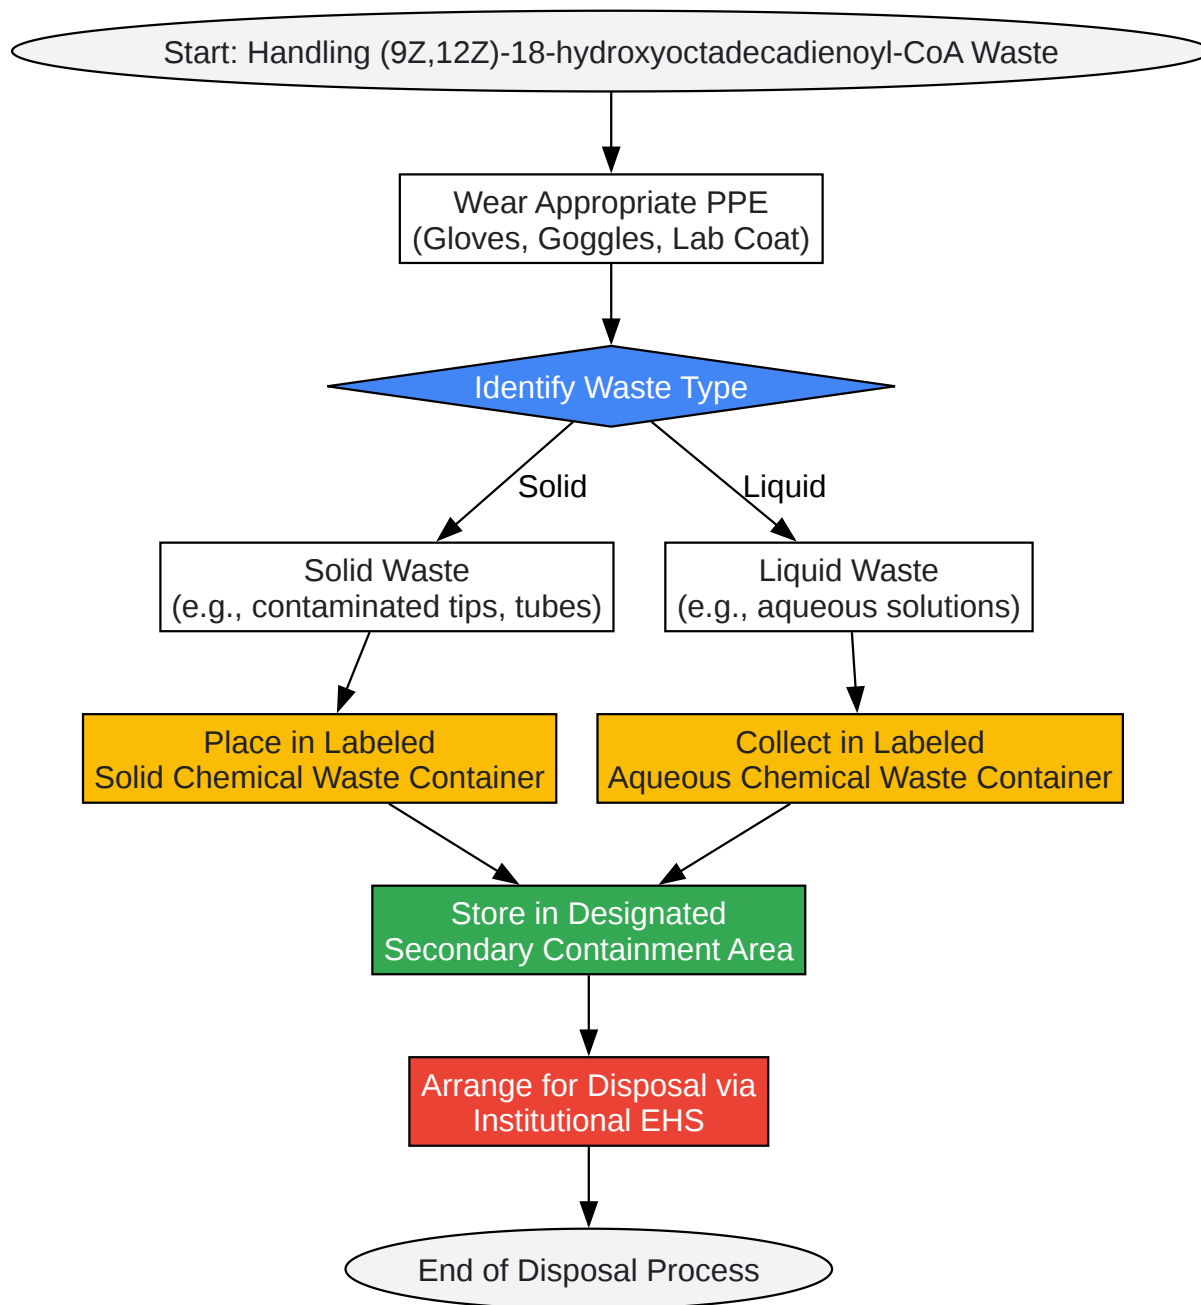 Start: Handling (9Z,12Z)-18-hydroxyoctadecadienoyl-CoA Waste
Wear Appropriate PPE
(Gloves, Goggles, Lab Coat)
Identify Waste Type
Solid
Liquid
Solid Waste
(e.g., contaminated tips, tubes)
Liquid Waste
(e.g., aqueous solutions)
Place in Labeled
Solid Chemical Waste Container
Collect in Labeled
Aqueous Chemical Waste Container
Store in Designated
Secondary Containment Area
Arrange for Disposal via
Institutional EHS
End of Disposal Process